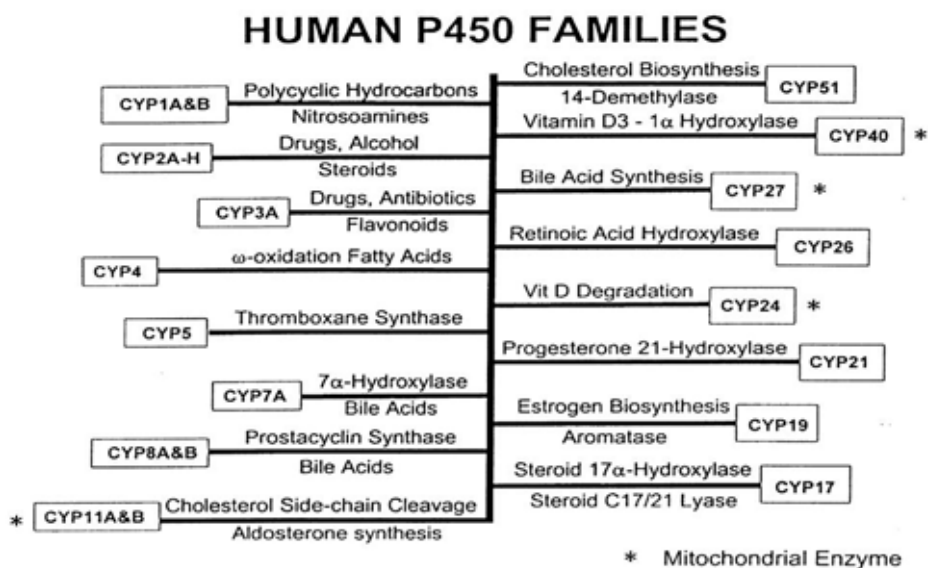 HUMAN P450 FAMILIES
CYP1A&B
Polycyclic Hydrocarbons
Nitrosoamines
CYP2A-H
Drugs, Alcohol
Steroids
CYP3A
Drugs, Antibiotics
Flavonoids
CYP4
ω-oxidation Fatty Acids
CYP5
Thromboxane Synthase
CYP7A
7α-Hydroxylase
Bile Acids
CYP8A&B
Prostacyclin Synthase
Bile Acids
* CYP11A&B
Cholesterol Side-chain Cleavage
Aldosterone synthesis
Cholesterol Biosynthesis
14-Demethylase
CYP51
Vitamin D3 - 1α Hydroxylase
CYP40 *
Bile Acid Synthesis
CYP27 *
Retinoic Acid Hydroxylase
CYP26
Vit D Degradation
CYP24 *
Progesterone 21-Hydroxylase
CYP21
Estrogen Biosynthesis
Aromatase
CYP19
Steroid 17α-Hydroxylase
Steroid C17/21 Lyase
CYP17
* Mitochondrial Enzyme